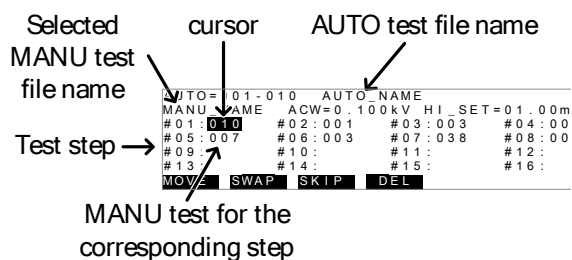 Selected MANU test file name
cursor
AUTO test file name
AUTO=001-010 AUTO_NAME
MANU_NAME ACW=0.100kV HI_SET=01.00m
#01:010 #02:001 #03:003 #04:00
#05:007 #06:003 #07:038 #08:00
#09: #10: #11: #12:
#13: #14: #15: #16:
MOVE SWAP SKIP DEL
Test step
MANU test for the corresponding step